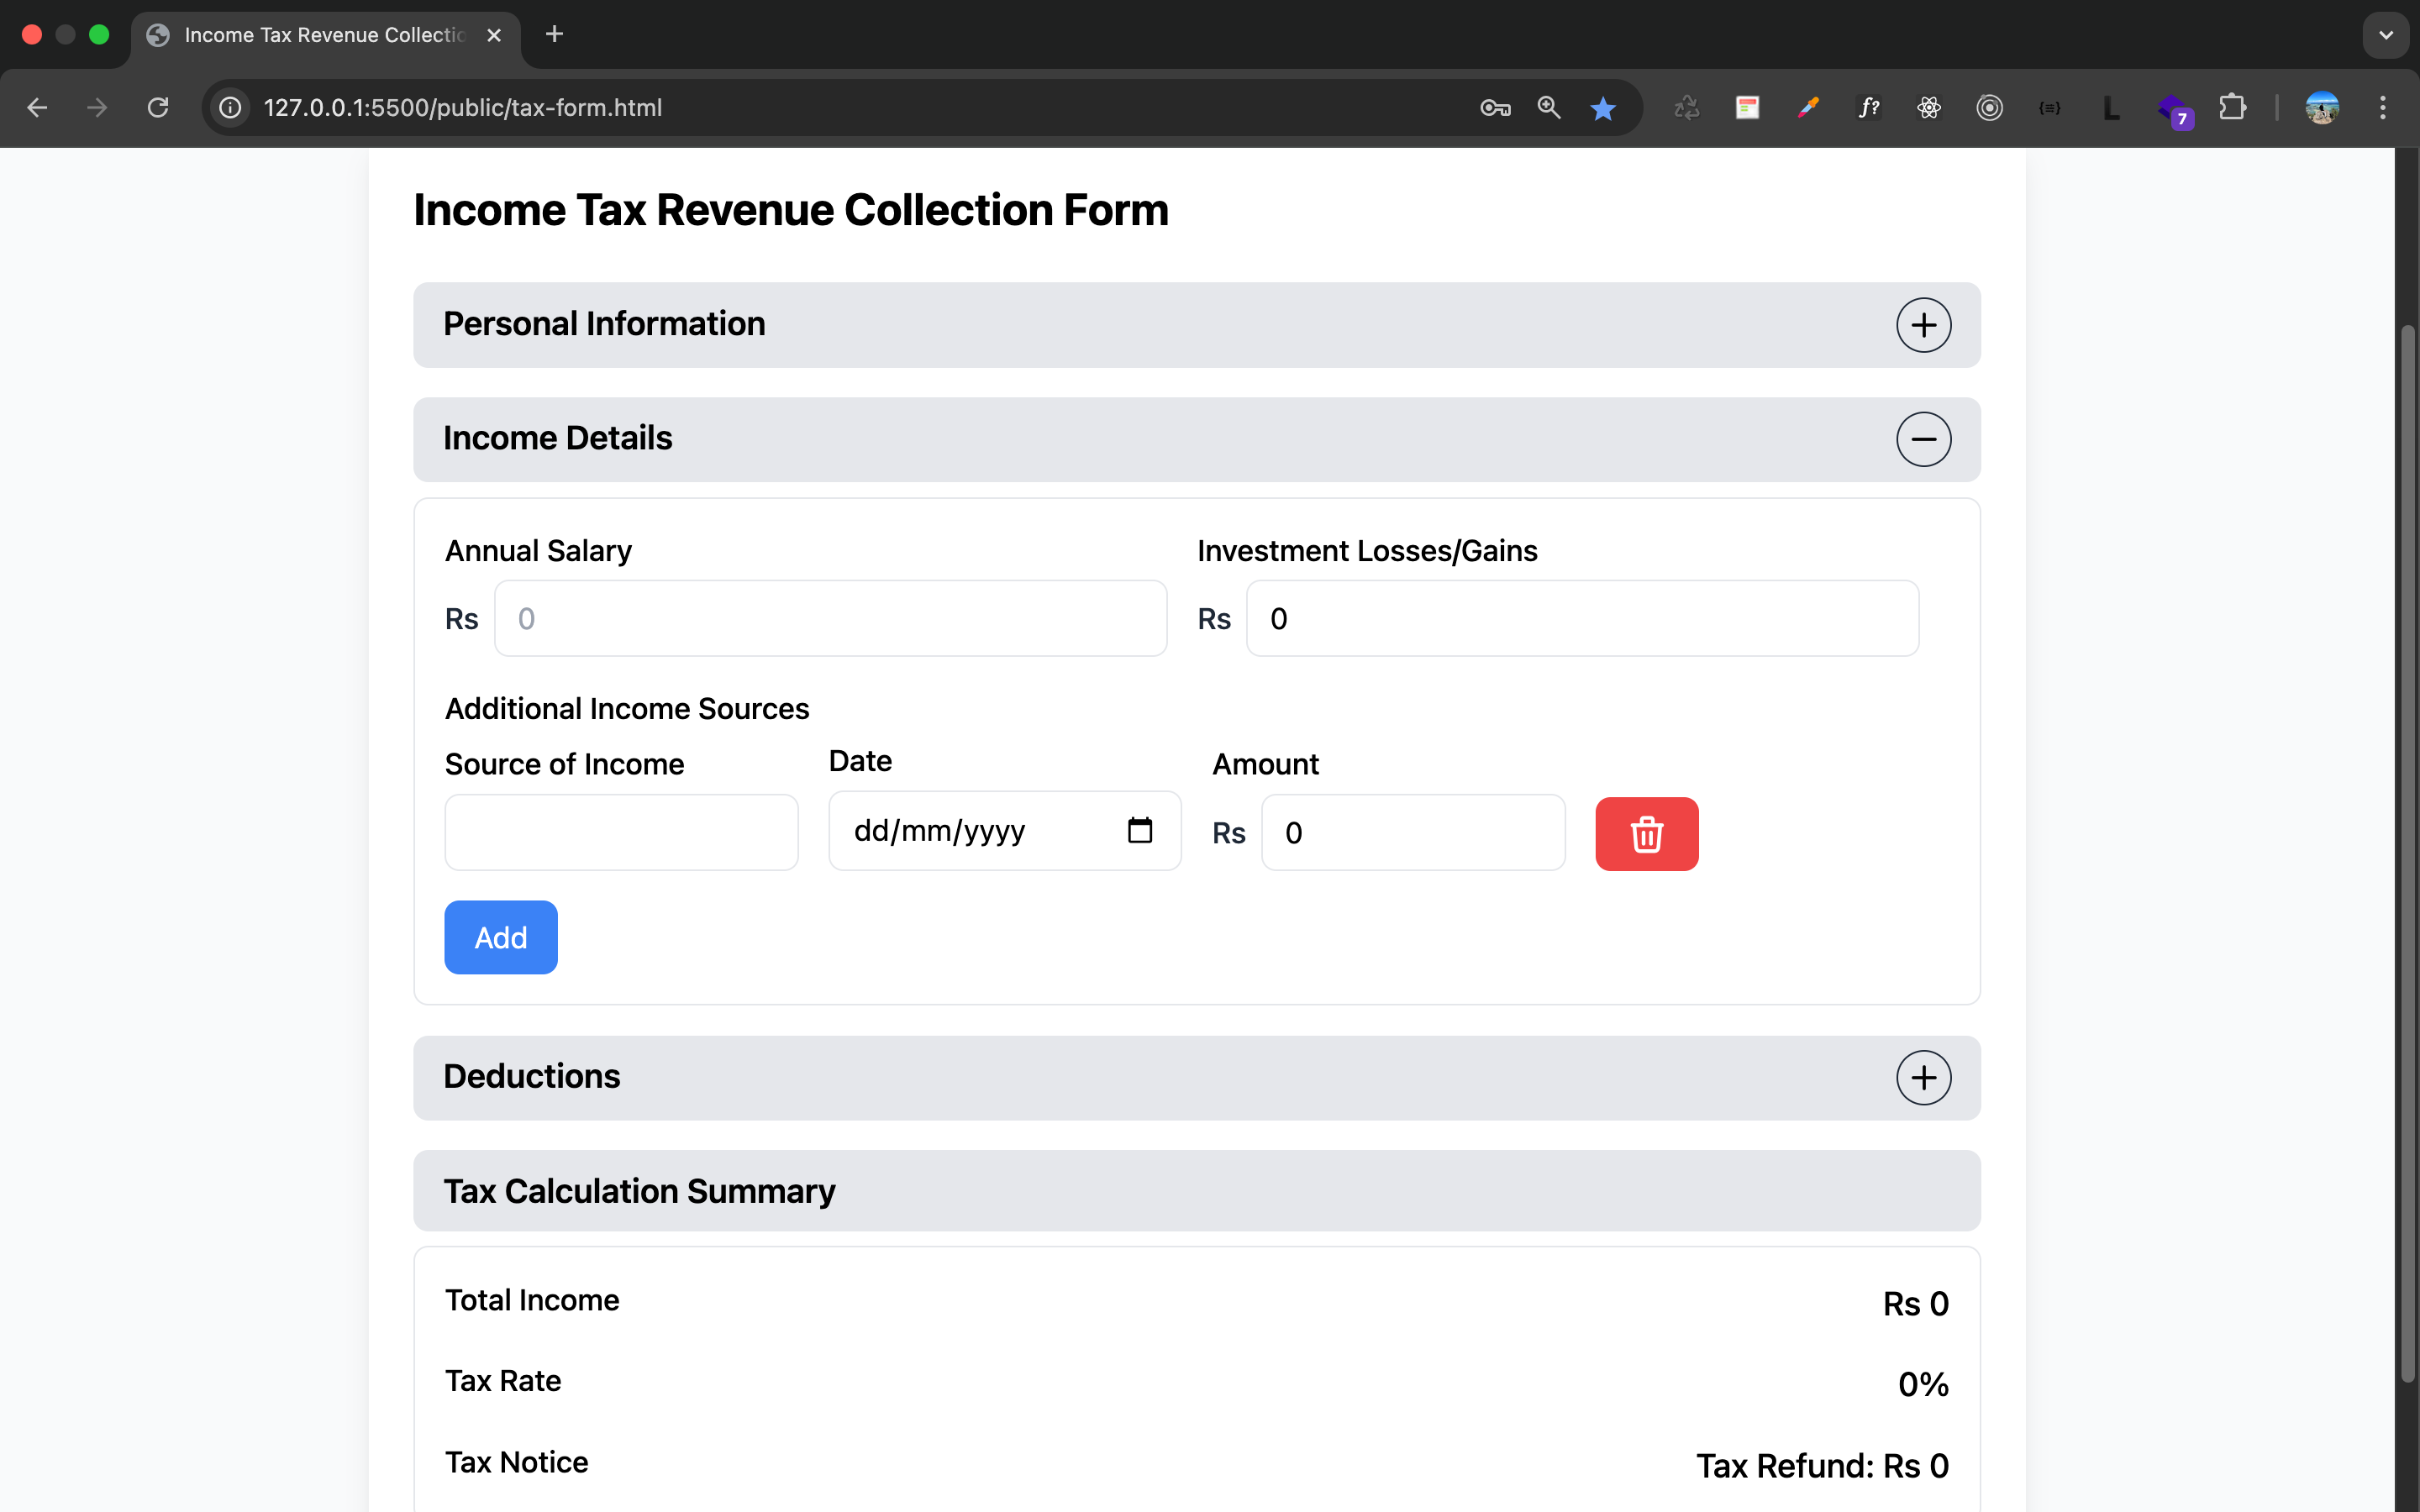 Income Tax Revenue Collectio
127.0.0.1:5500/public/tax-form.html
f?
L
7
Income Tax Revenue Collection Form
Personal Information
Income Details
Annual Salary
Investment Losses/Gains
Rs 0
Rs 0
Additional Income Sources
Source of Income
Date
Amount
dd/mm/yyyy
Rs 0
Add
Deductions
Tax Calculation Summary
Total Income
Rs 0
Tax Rate
0%
Tax Notice
Tax Refund: Rs 0